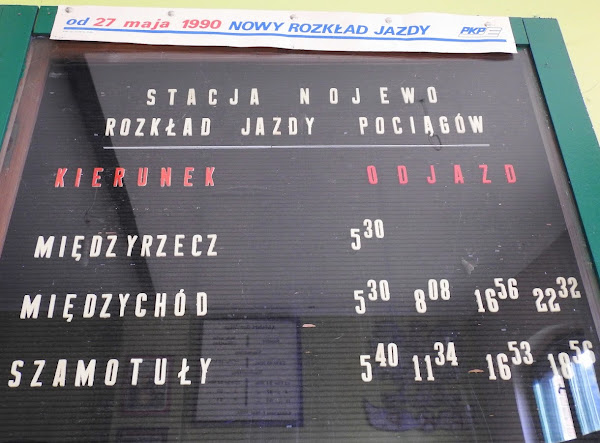 od 27 maja 1990 NOWY ROZKŁAD JAZDY PKP
STACJA NOJEWO
ROZKŁAD JAZDY POCIĄGÓW
KIERUNEK ODJAZD
MIĘDZYRZECZ 5 30
MIĘDZYCHÓD 5 30 8 08 16 56 22 32
SZAMOTUŁY 5 40 11 34 16 53 18 56